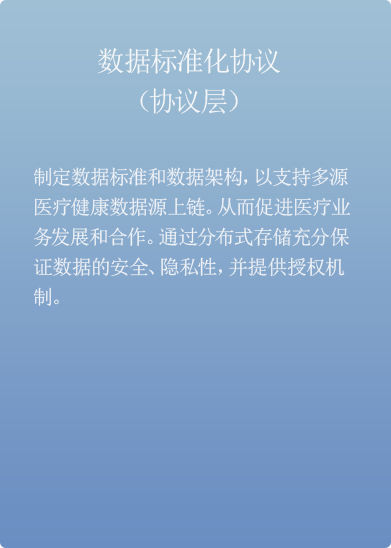 数据标准化协议
（协议层）
制定数据标准和数据架构，以支持多源
医疗健康数据源上链。从而促进医疗业
务发展和合作。通过分布式存储充分保
证数据的安全、隐私性，并提供授权机
制。